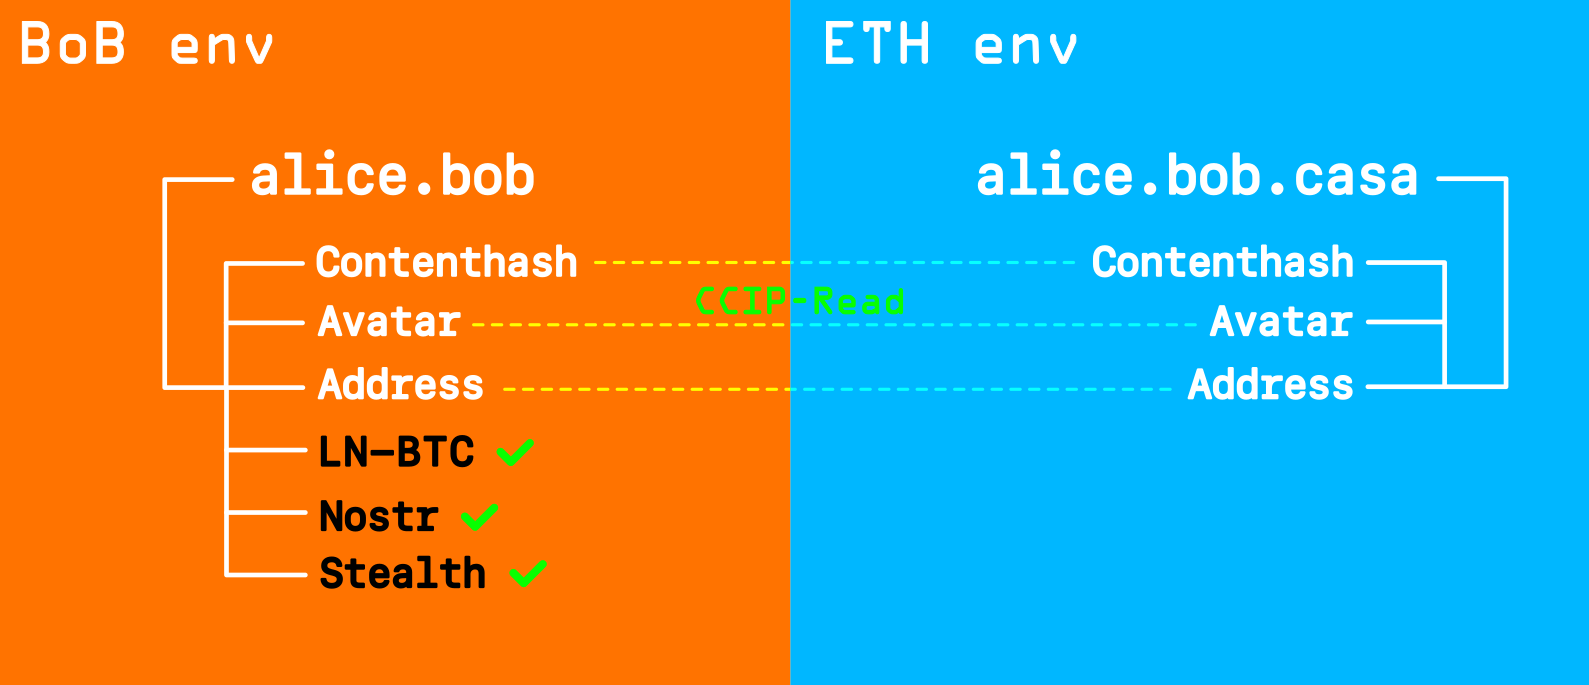 BoB env
alice.bob
Contenthash
Avatar
Address
LN-BTC
Nostr
Stealth
CCIP-Read
ETH env
alice.bob.casa
Contenthash
Avatar
Address